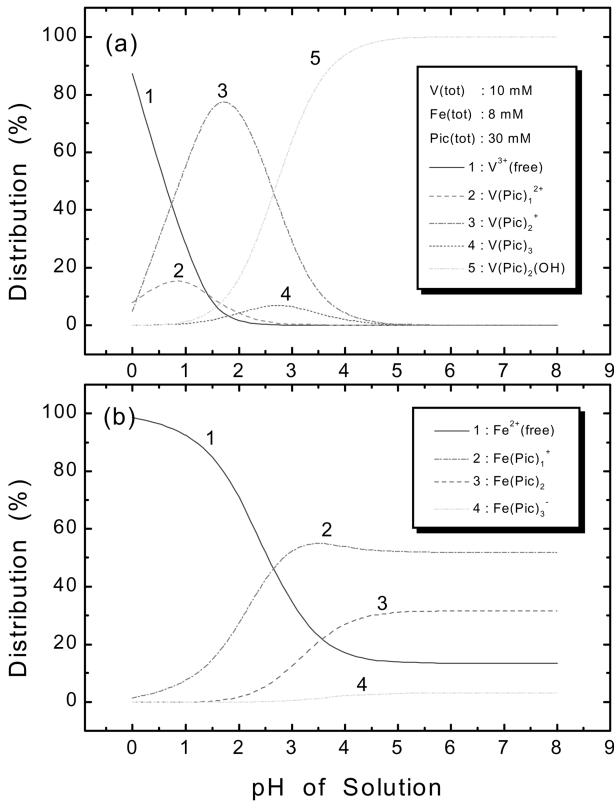 (a)
100
80
60
40
20
0
Distribution (%)
1
2
3
4
5
V(tot) : 10 mM
Fe(tot) : 8 mM
Pic(tot) : 30 mM
1 : V³⁺(free)
2 : V(Pic)₁²⁺
3 : V(Pic)₂⁺
4 : V(Pic)₃
5 : V(Pic)₂(OH)
0 1 2 3 4 5 6 7 8 9
(b)
100
80
60
40
20
0
Distribution (%)
1
2
3
4
1 : Fe²⁺(free)
2 : Fe(Pic)₁⁺
3 : Fe(Pic)₂
4 : Fe(Pic)₃⁻
0 1 2 3 4 5 6 7 8 9
pH of Solution